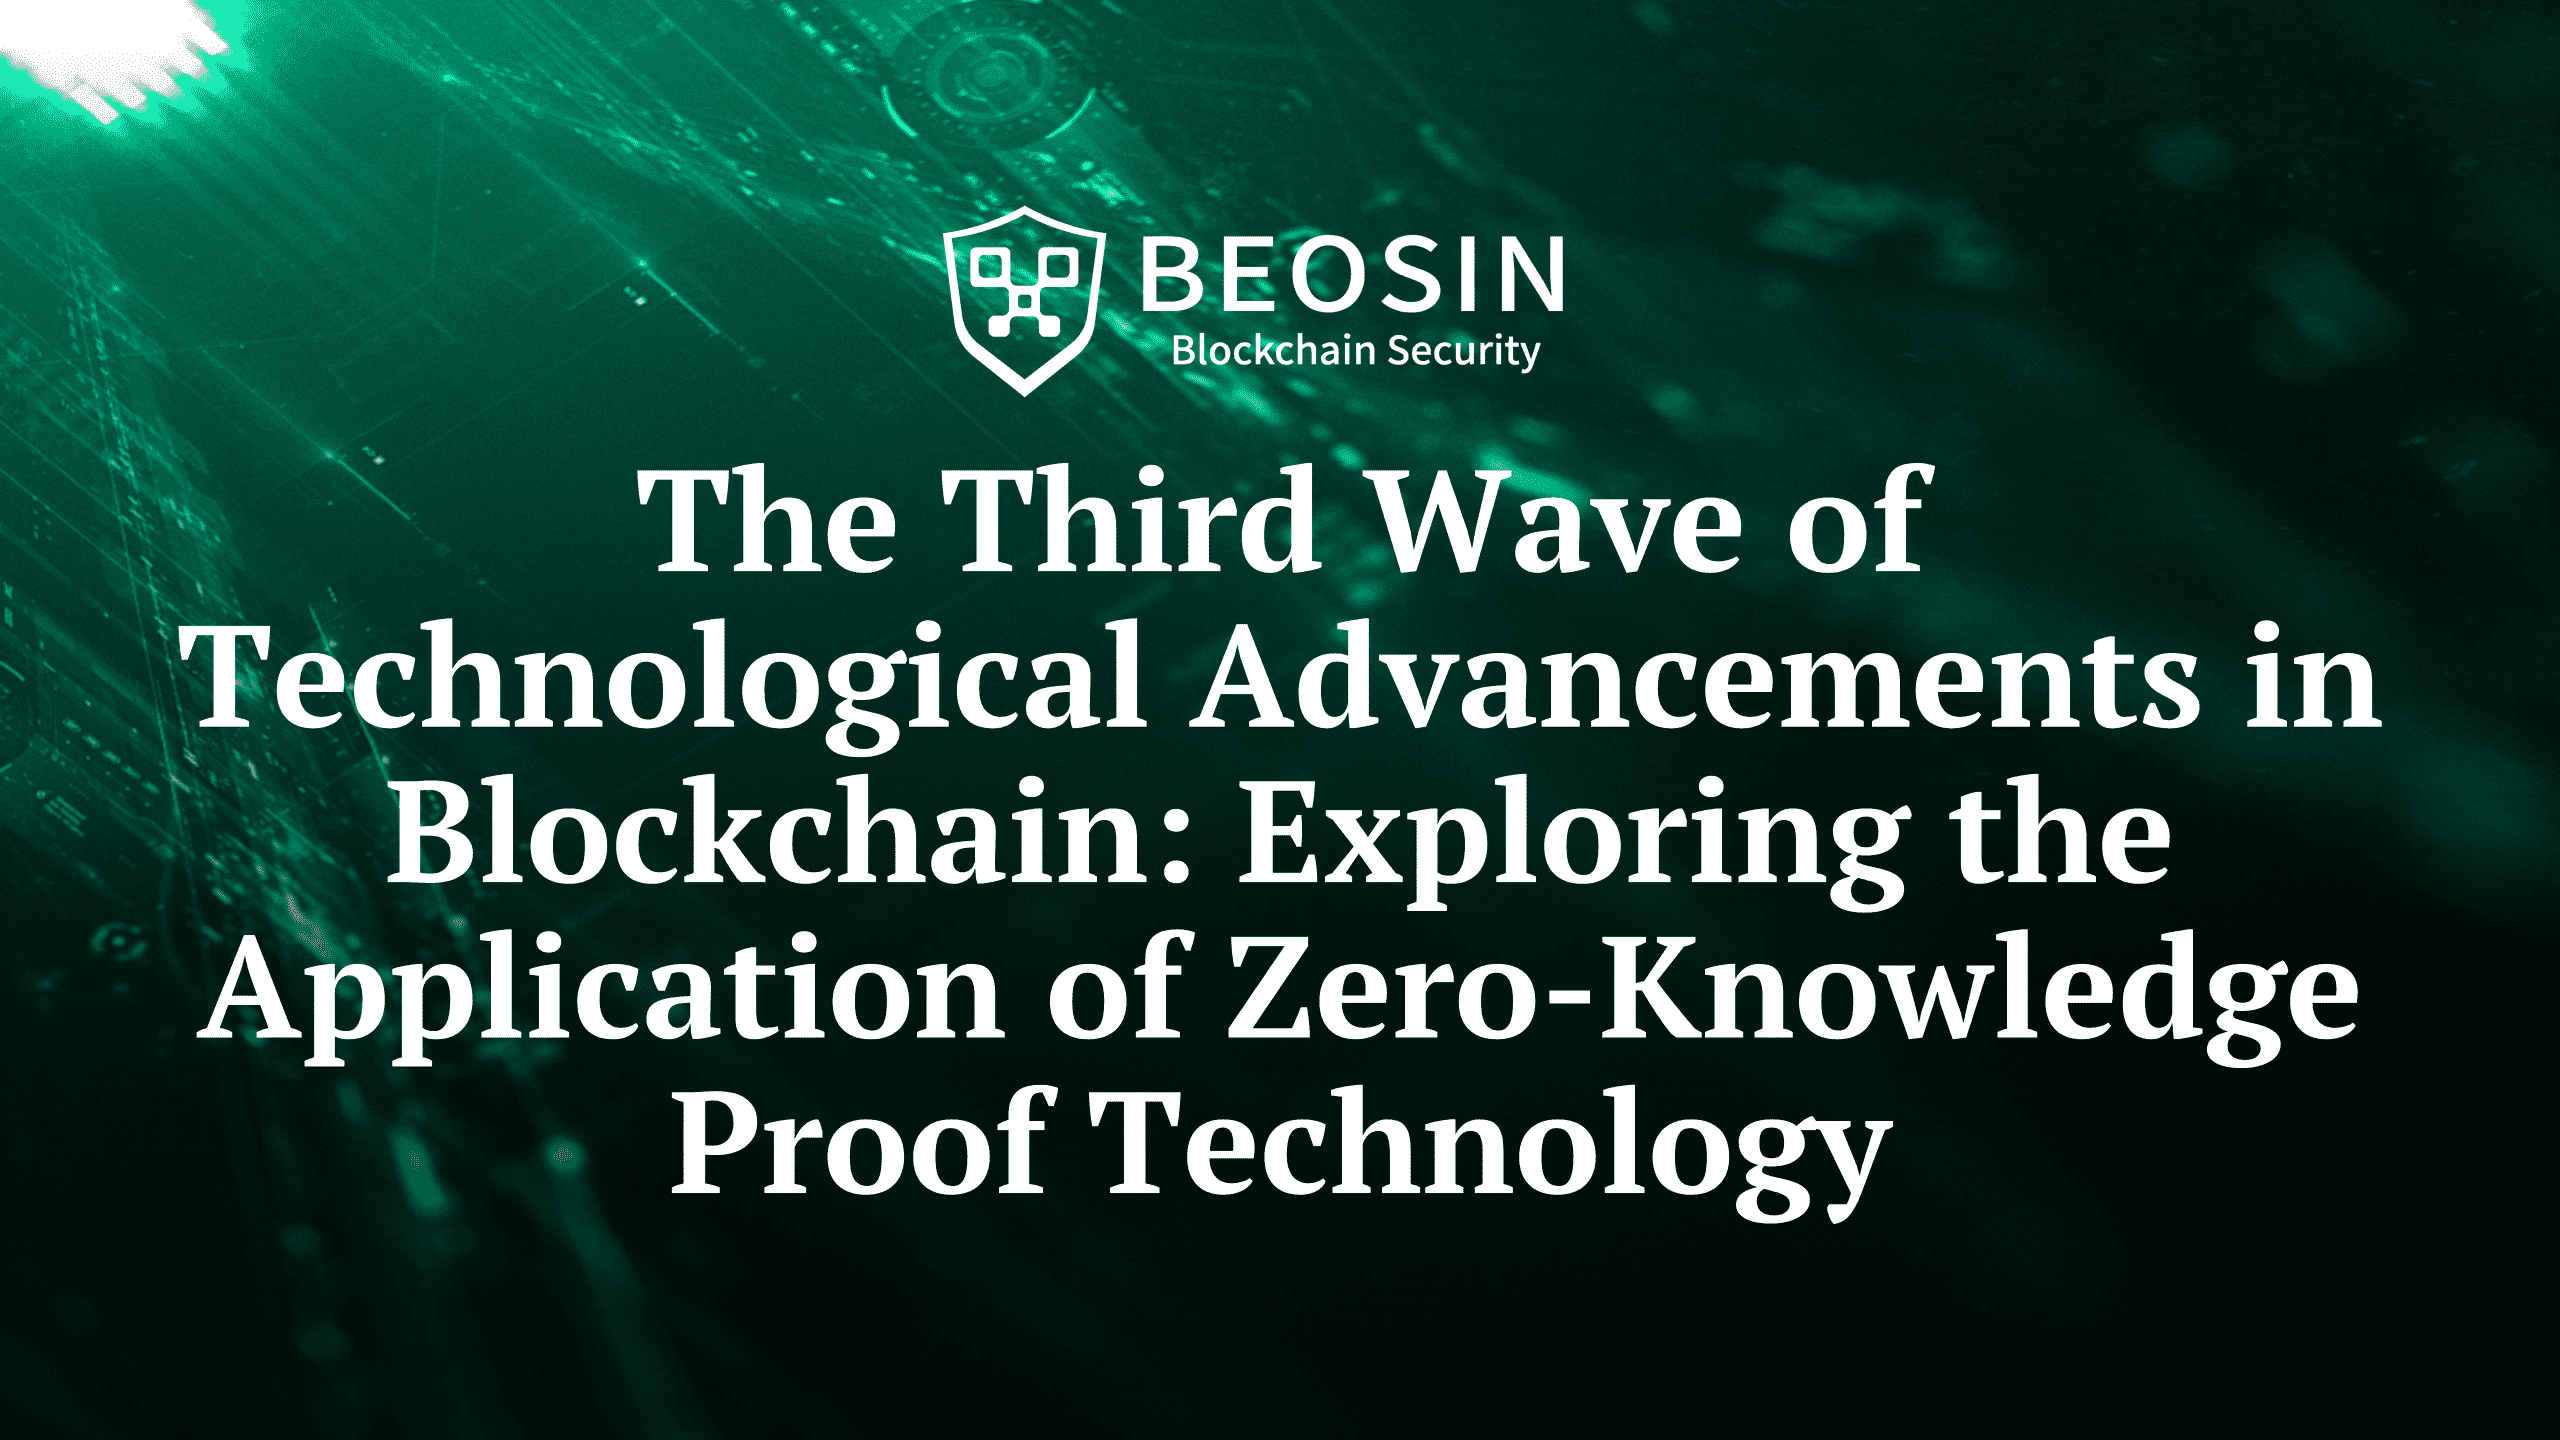 BEOSIN
Blockchain Security
The Third Wave of
Technological Advancements in
Blockchain: Exploring the
Application of Zero-Knowledge
Proof Technology